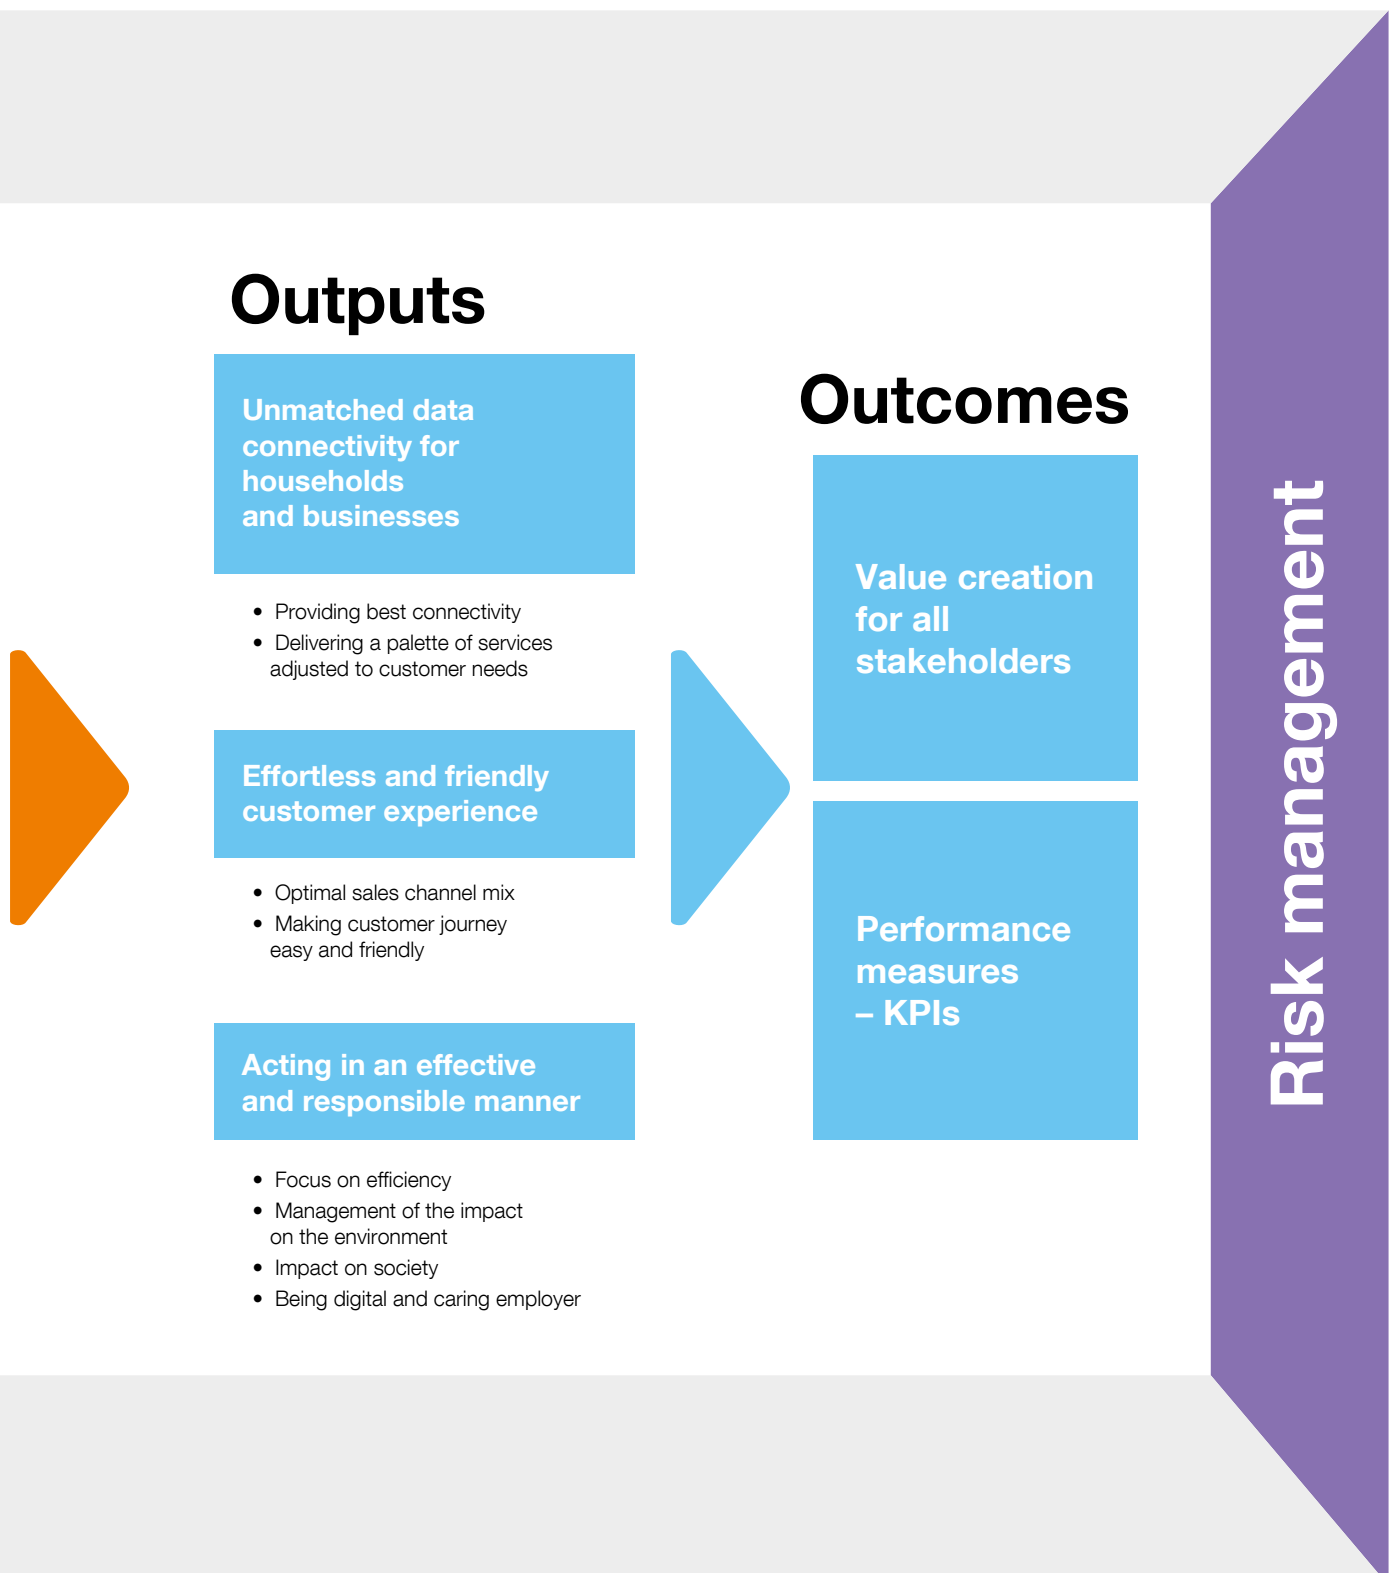 Outputs
Unmatched data
connectivity for
households
and businesses
• Providing best connectivity
• Delivering a palette of services
adjusted to customer needs
Effortless and friendly
customer experience
• Optimal sales channel mix
• Making customer journey
easy and friendly
Acting in an effective
and responsible manner
• Focus on efficiency
• Management of the impact
on the environment
• Impact on society
• Being digital and caring employer
Outcomes
Value creation
for all
stakeholders
Performance
measures
– KPIs
Risk management